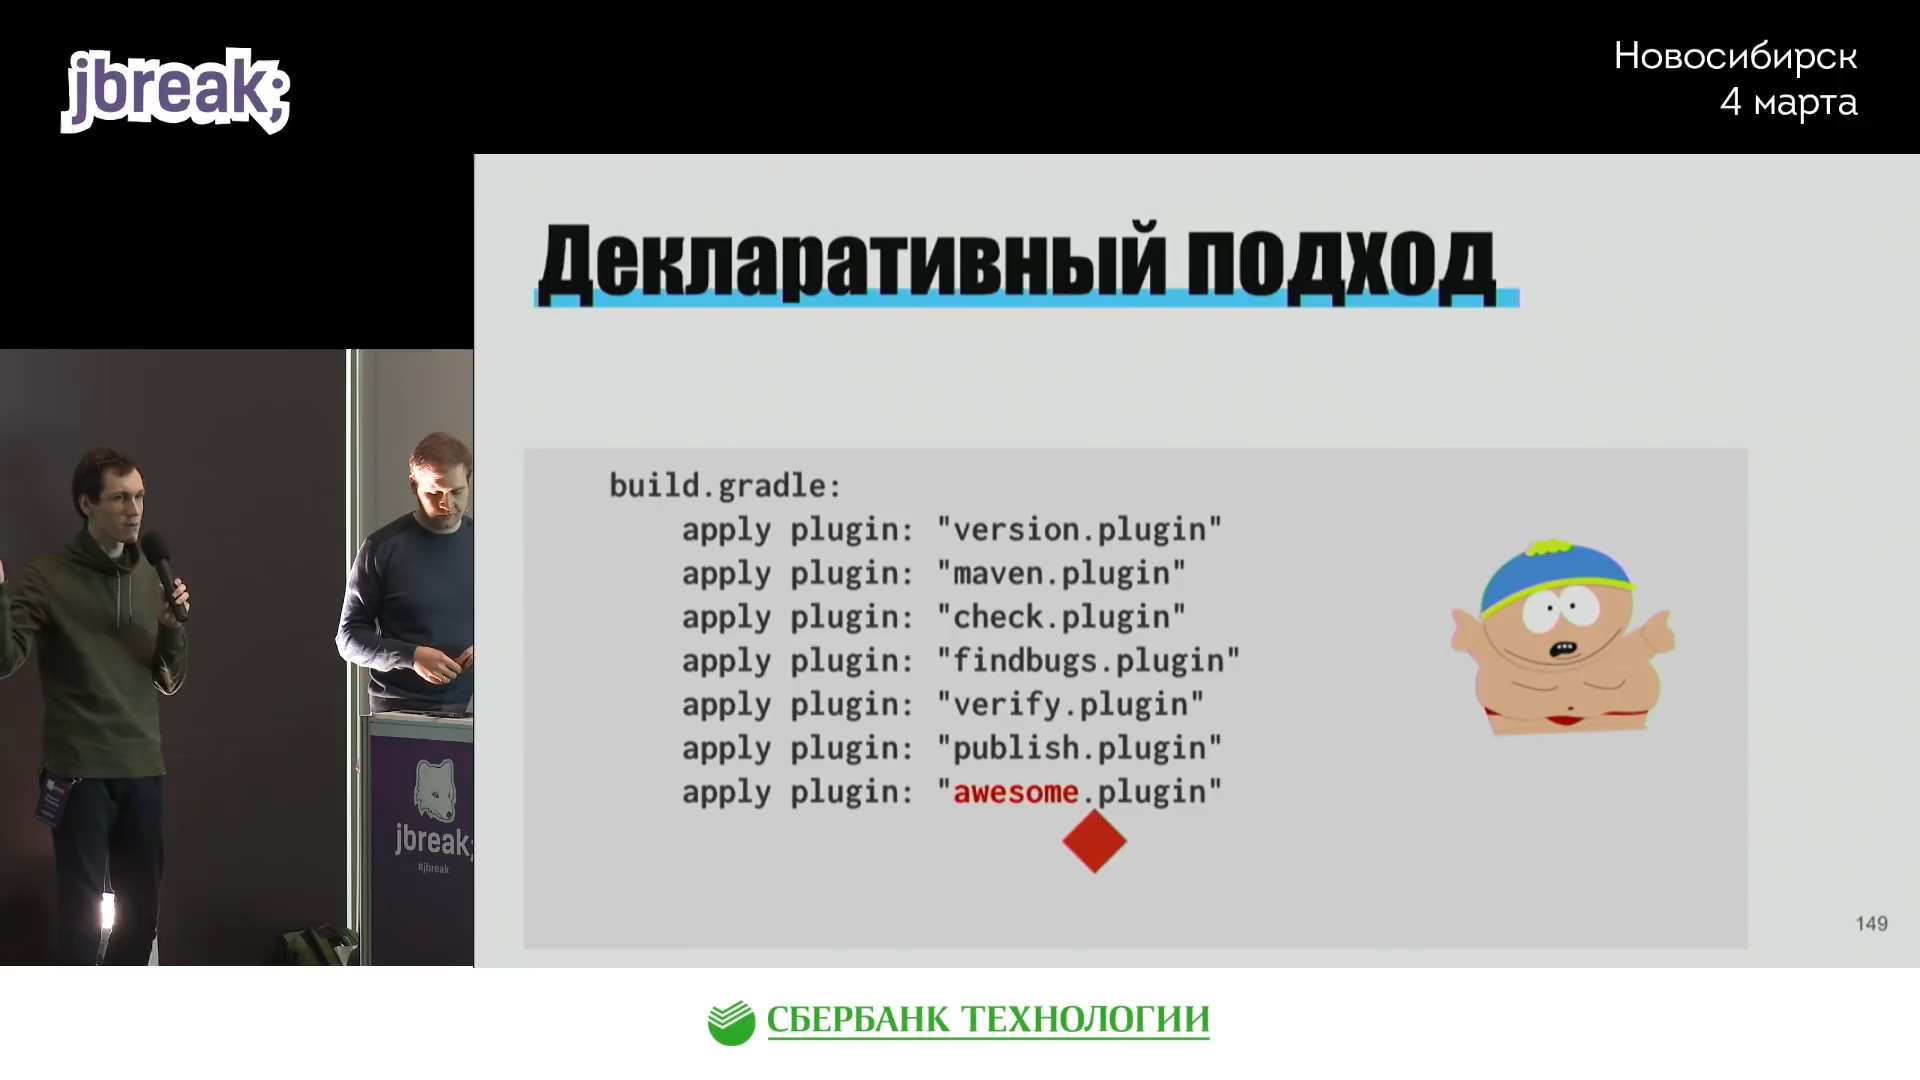 jbreak;
Новосибирск
4 марта
Декларативный подход
build.gradle:
apply plugin: "version.plugin"
apply plugin: "maven.plugin"
apply plugin: "check.plugin"
apply plugin: "findbugs.plugin"
apply plugin: "verify.plugin"
apply plugin: "publish.plugin"
apply plugin: "awesome.plugin"
149
jbreak;
#jbreak
СБЕРБАНК ТЕХНОЛОГИИ